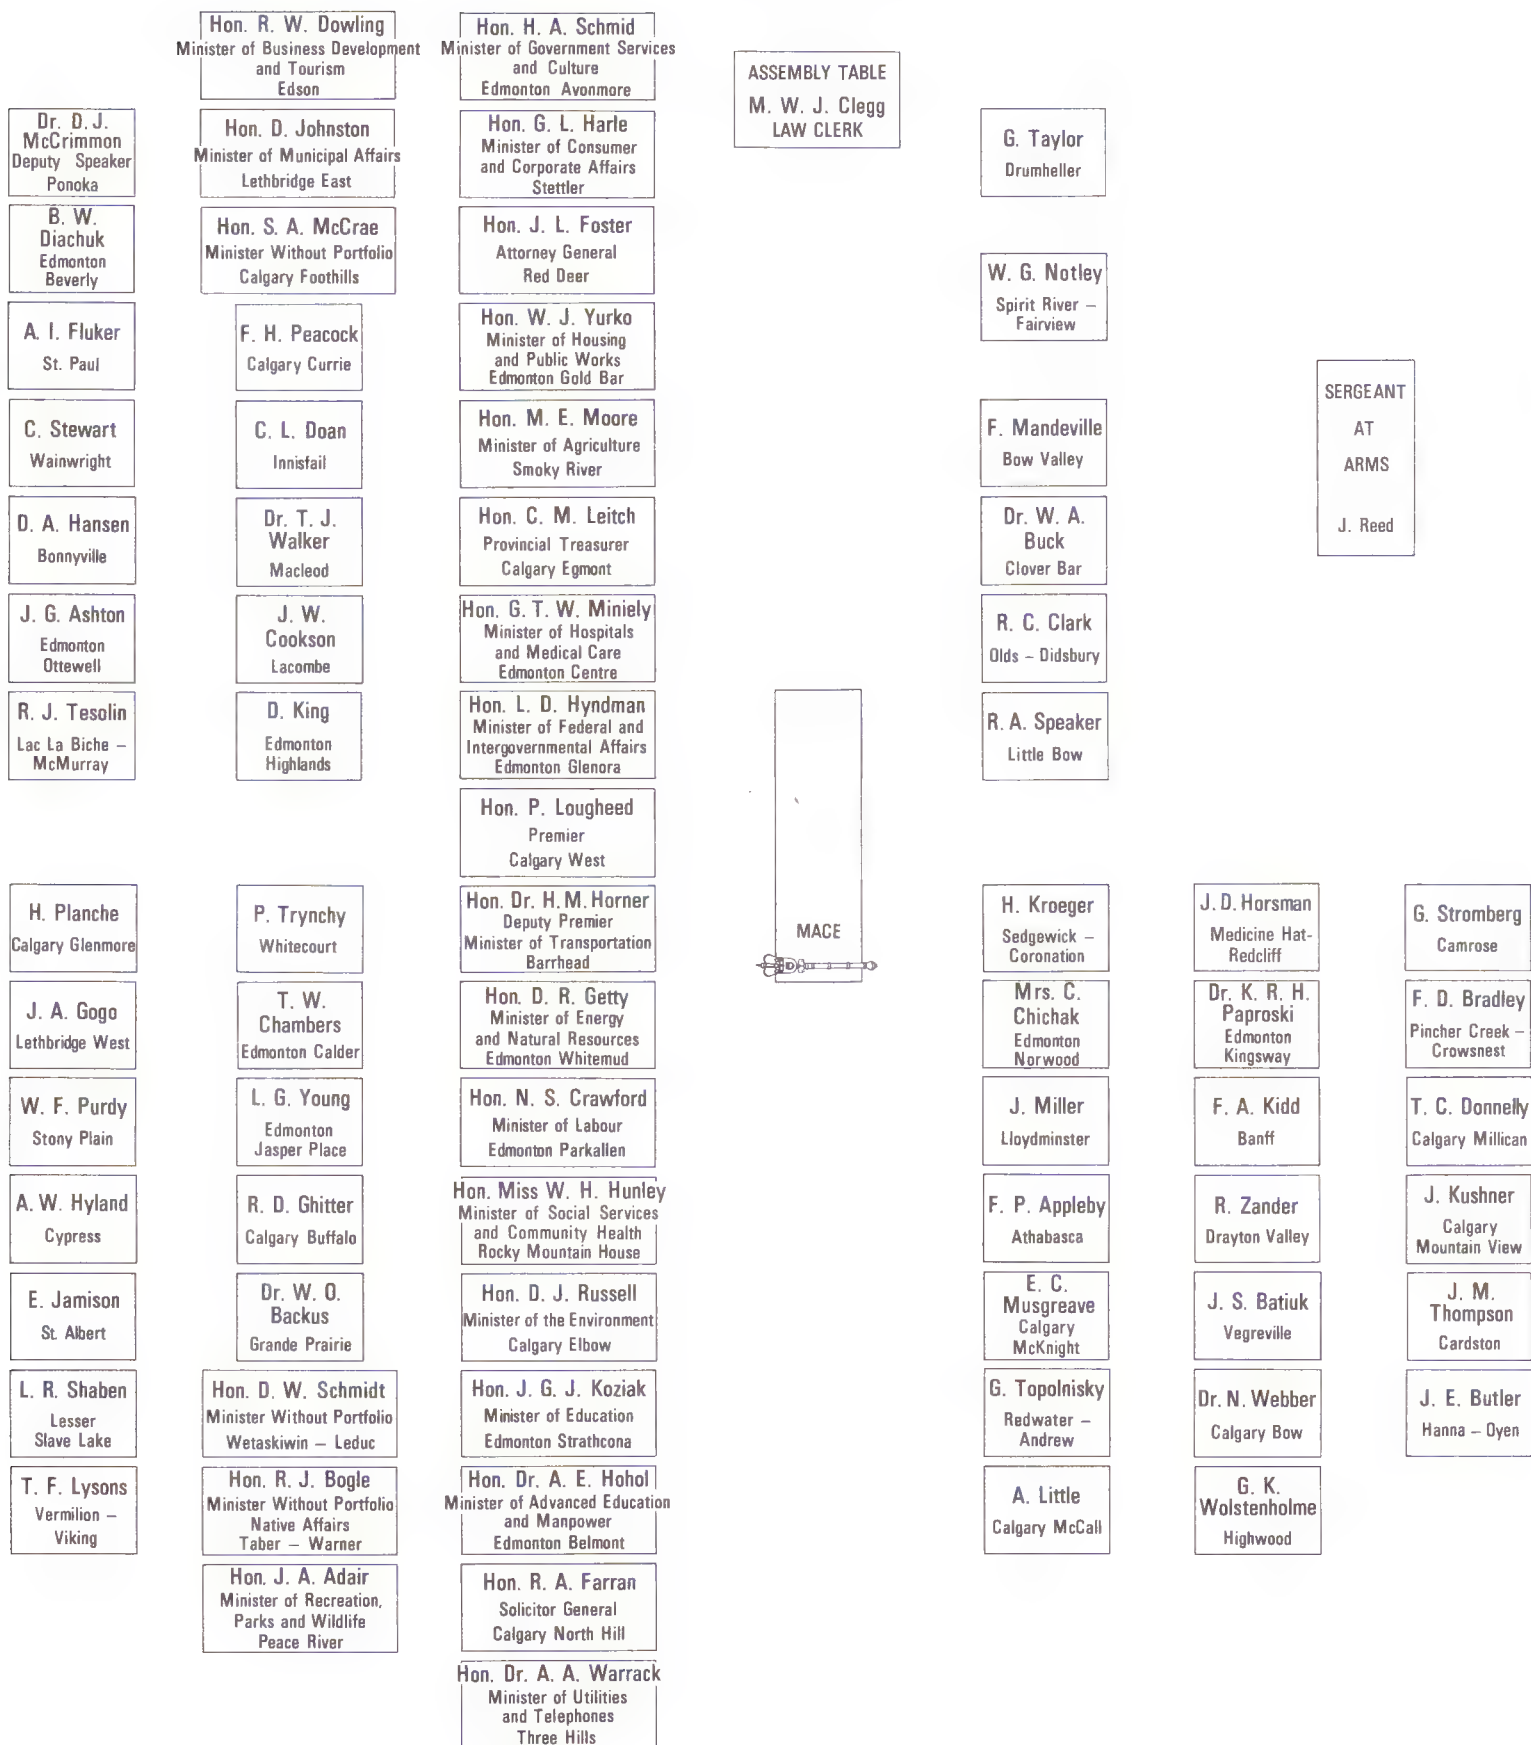 Hon. R. W. Dowling
Minister of Business Development
and Tourism
Edson
Hon. H. A. Schmid
Minister of Government Services
and Culture
Edmonton Avonmore
ASSEMBLY TABLE
M. W. J. Clegg
LAW CLERK
Dr. D. J.
McCrimmon
Deputy Speaker
Ponoka
Hon. D. Johnston
Minister of Municipal Affairs
Lethbridge East
Hon. G. L. Harle
Minister of Consumer
and Corporate Affairs
Stettler
G. Taylor
Drumheller
B. W.
Diachuk
Edmonton
Beverly
Hon. S. A. McCrae
Minister Without Portfolio
Calgary Foothills
Hon. J. L. Foster
Attorney General
Red Deer
W. G. Notley
Spirit River –
Fairview
A. I. Fluker
St. Paul
F. H. Peacock
Calgary Currie
Hon. W. J. Yurko
Minister of Housing
and Public Works
Edmonton Gold Bar
SERGEANT
AT
ARMS
J. Reed
C. Stewart
Wainwright
C. L. Doan
Innisfail
Hon. M. E. Moore
Minister of Agriculture
Smoky River
F. Mandeville
Bow Valley
D. A. Hansen
Bonnyville
Dr. T. J.
Walker
Macleod
Hon. C. M. Leitch
Provincial Treasurer
Calgary Egmont
Dr. W. A.
Buck
Clover Bar
J. G. Ashton
Edmonton
Ottewell
J. W.
Cookson
Lacombe
Hon. G. T. W. Miniely
Minister of Hospitals
and Medical Care
Edmonton Centre
R. C. Clark
Olds – Didsbury
R. J. Tesolin
Lac La Biche –
McMurray
D. King
Edmonton
Highlands
Hon. L. D. Hyndman
Minister of Federal and
Intergovernmental Affairs
Edmonton Glenora
R. A. Speaker
Little Bow
Hon. P. Lougheed
Premier
Calgary West
MACE
H. Planche
Calgary Glenmore
P. Trynchy
Whitecourt
Hon. Dr. H. M. Horner
Deputy Premier
Minister of Transportation
Barrhead
H. Kroeger
Sedgewick –
Coronation
J. D. Horsman
Medicine Hat-
Redcliff
G. Stromberg
Camrose
J. A. Gogo
Lethbridge West
T. W.
Chambers
Edmonton Calder
Hon. D. R. Getty
Minister of Energy
and Natural Resources
Edmonton Whitemud
Mrs. C.
Chichak
Edmonton
Norwood
Dr. K. R. H.
Paproski
Edmonton
Kingsway
F. D. Bradley
Pincher Creek –
Crowsnest
W. F. Purdy
Stony Plain
L. G. Young
Edmonton
Jasper Place
Hon. N. S. Crawford
Minister of Labour
Edmonton Parkallen
J. Miller
Lloydminster
F. A. Kidd
Banff
T. C. Donnelly
Calgary Millican
A. W. Hyland
Cypress
R. D. Ghitter
Calgary Buffalo
Hon. Miss W. H. Hunley
Minister of Social Services
and Community Health
Rocky Mountain House
F. P. Appleby
Athabasca
R. Zander
Drayton Valley
J. Kushner
Calgary
Mountain View
E. Jamison
St. Albert
Dr. W. O.
Backus
Grande Prairie
Hon. D. J. Russell
Minister of the Environment
Calgary Elbow
E. C.
Musgreave
Calgary
McKnight
J. S. Batiuk
Vegreville
J. M.
Thompson
Cardston
L. R. Shaben
Lesser
Slave Lake
Hon. D. W. Schmidt
Minister Without Portfolio
Wetaskiwin – Leduc
Hon. J. G. J. Koziak
Minister of Education
Edmonton Strathcona
G. Topolnisky
Redwater –
Andrew
Dr. N. Webber
Calgary Bow
J. E. Butler
Hanna – Oyen
T. F. Lysons
Vermilion –
Viking
Hon. R. J. Bogle
Minister Without Portfolio
Native Affairs
Taber – Warner
Hon. Dr. A. E. Hohol
Minister of Advanced Education
and Manpower
Edmonton Belmont
A. Little
Calgary McCall
G. K.
Wolstenholme
Highwood
Hon. J. A. Adair
Minister of Recreation,
Parks and Wildlife
Peace River
Hon. R. A. Farran
Solicitor General
Calgary North Hill
Hon. Dr. A. A. Warrack
Minister of Utilities
and Telephones
Three Hills